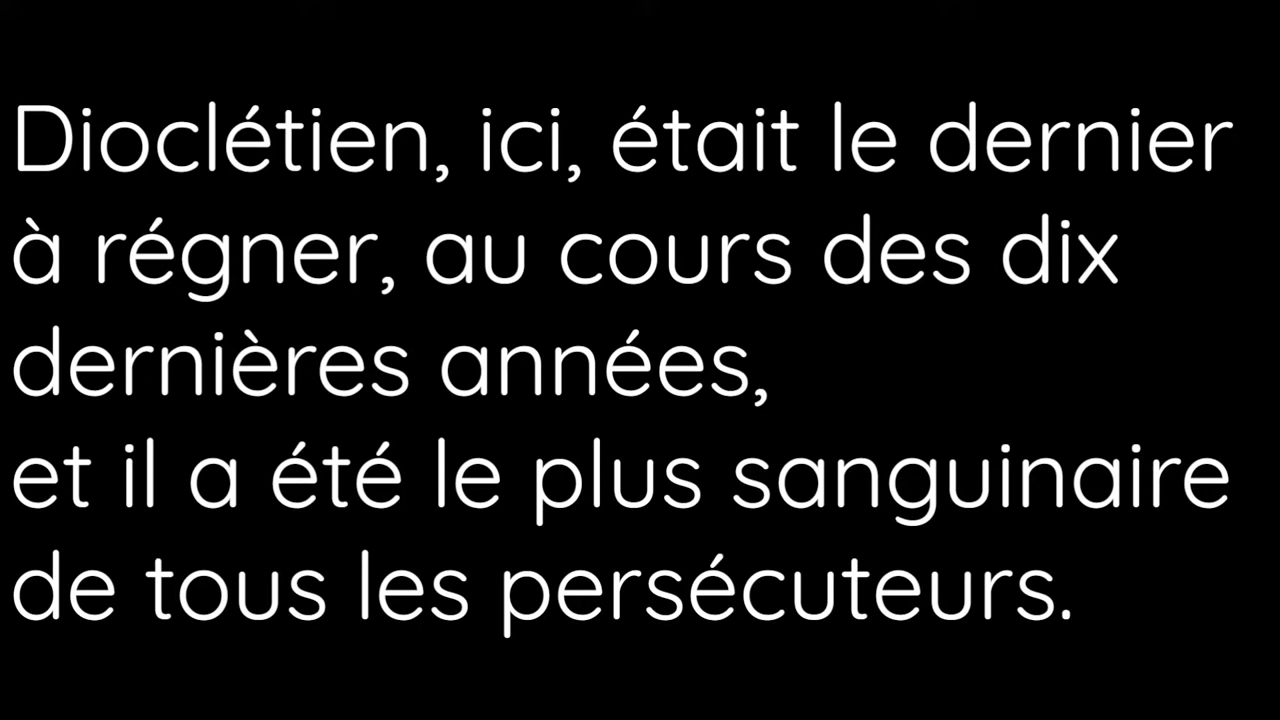 Dioclétien, ici, était le dernier
à régner, au cours des dix
dernières années,
et il a été le plus sanguinaire
de tous les persécuteurs.